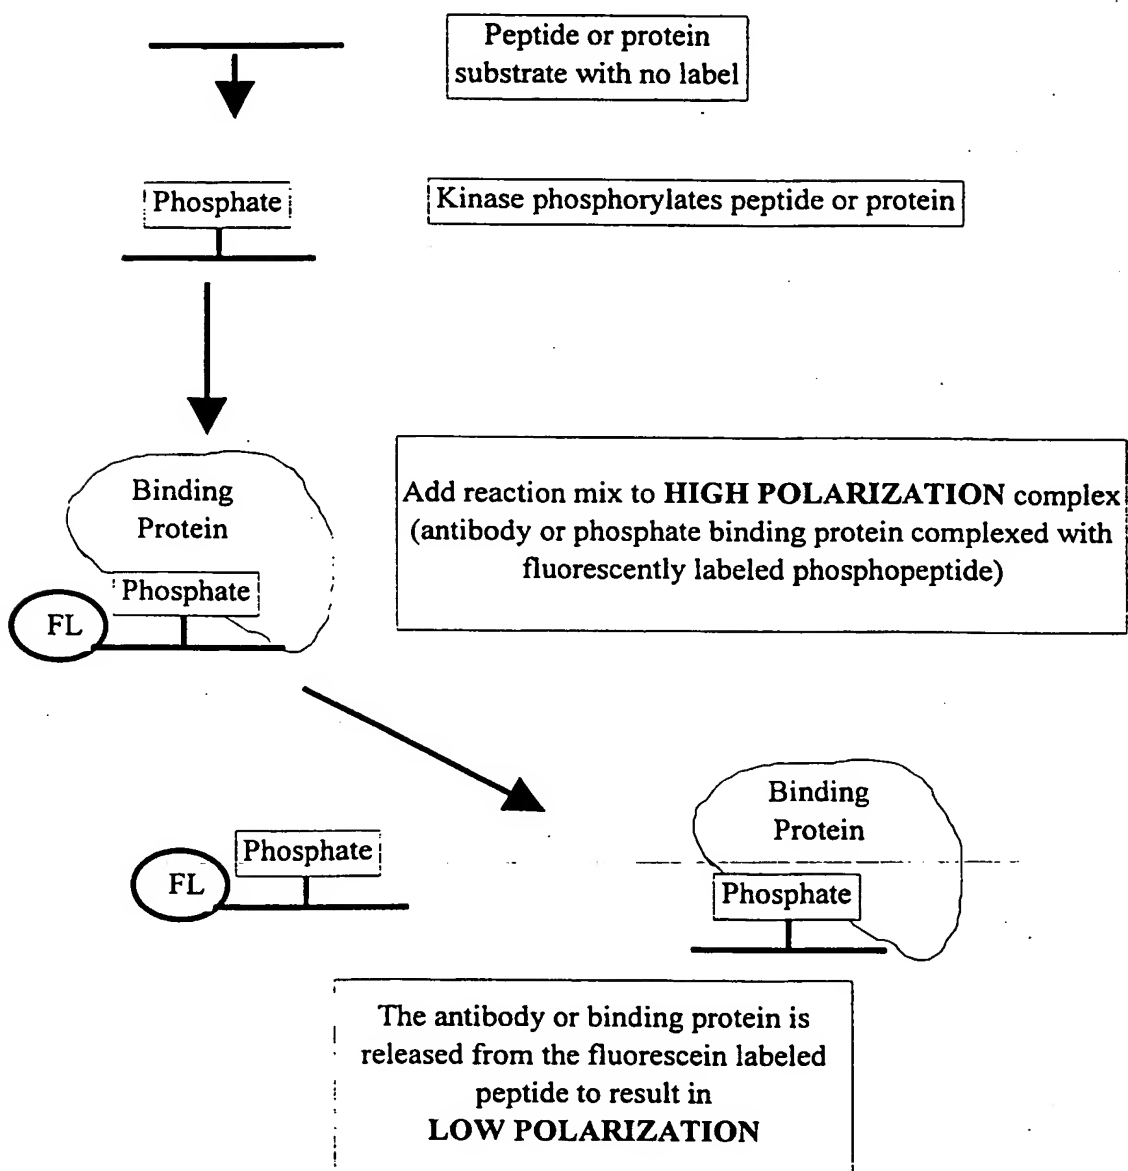 Peptide or protein
substrate with no label
Phosphate
Kinase phosphorylates peptide or protein
Binding
Protein
Phosphate
FL
Add reaction mix to HIGH POLARIZATION complex
(antibody or phosphate binding protein complexed with
fluorescently labeled phosphopeptide)
Phosphate
FL
Binding
Protein
Phosphate
The antibody or binding protein is
released from the fluorescein labeled
peptide to result in
LOW POLARIZATION